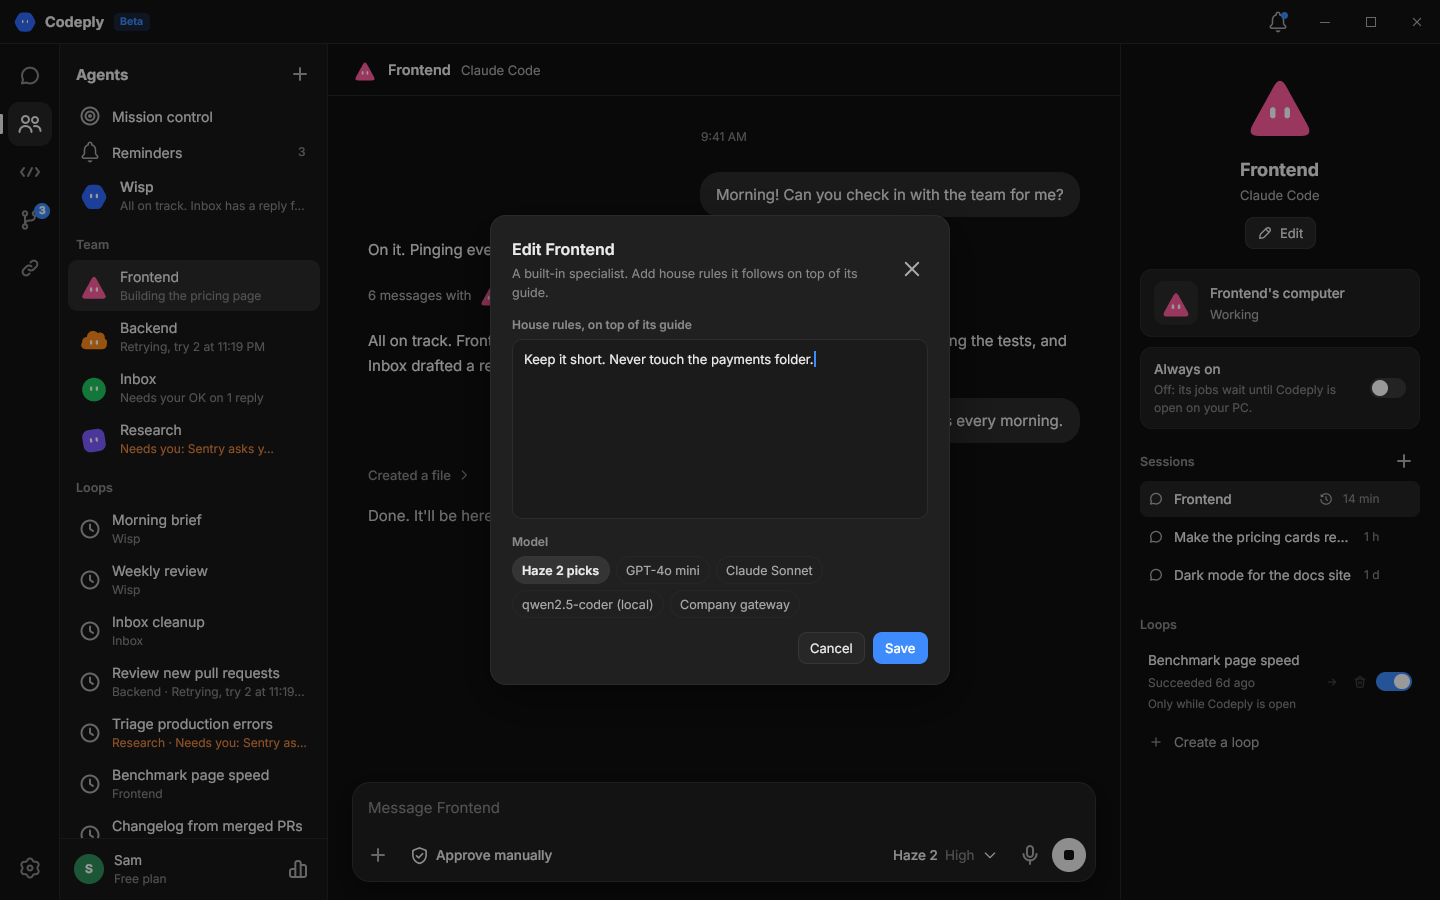 Codeply Beta
Agents
Mission control
Reminders 3
Wisp
All on track. Inbox has a reply f...
3
Team
Frontend
Building the pricing page
Backend
Retrying, try 2 at 11:19 PM
Inbox
Needs your OK on 1 reply
Research
Needs you: Sentry asks y...
Loops
Morning brief
Wisp
Weekly review
Wisp
Inbox cleanup
Inbox
Review new pull requests
Backend · Retrying, try 2 at 11:19...
Triage production errors
Research · Needs you: Sentry as...
Benchmark page speed
Frontend
Changelog from merged PRs
S
Sam
Free plan
Frontend Claude Code
9:41 AM
Morning! Can you check in with the team for me?
On it. Pinging eve
6 messages with
All on track. Front
ng the tests, and
Inbox drafted a re
every morning.
Created a file
Done. It'll be here
Edit Frontend
A built-in specialist. Add house rules it follows on top of its
guide.
House rules, on top of its guide
Keep it short. Never touch the payments folder.
Model
Haze 2 picks GPT-4o mini Claude Sonnet
qwen2.5-coder (local) Company gateway
Cancel Save
Message Frontend
Approve manually
Haze 2 High
Frontend
Claude Code
Edit
Frontend's computer
Working
Always on
Off: its jobs wait until Codeply is
open on your PC.
Sessions
Frontend 14 min
Make the pricing cards re... 1 h
Dark mode for the docs site 1 d
Loops
Benchmark page speed
Succeeded 6d ago
Only while Codeply is open
Create a loop